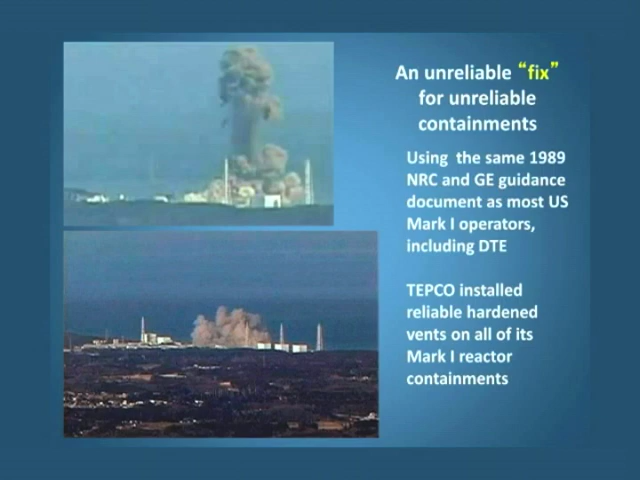 An unreliable “fix”
for unreliable
containments
Using the same 1989
NRC and GE guidance
document as most US
Mark I operators,
including DTE
TEPCO installed
reliable hardened
vents on all of its
Mark I reactor
containments